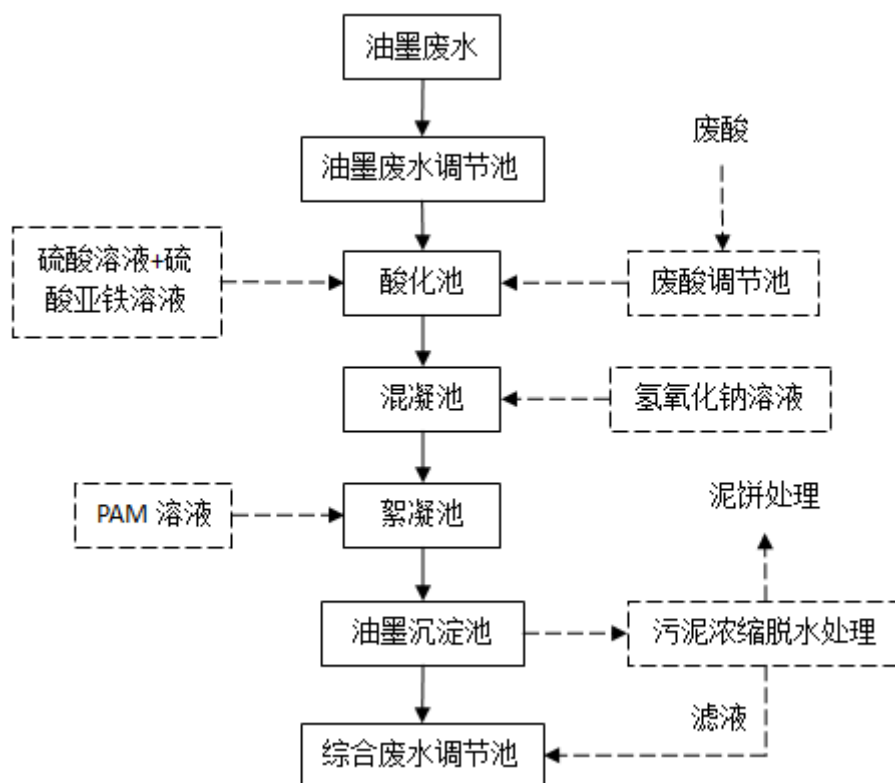 油墨废水
油墨废水调节池
废酸
硫酸溶液+硫
酸亚铁溶液
酸化池
废酸调节池
混凝池
氢氧化钠溶液
PAM 溶液
絮凝池
泥饼处理
油墨沉淀池
污泥浓缩脱水处理
滤液
综合废水调节池